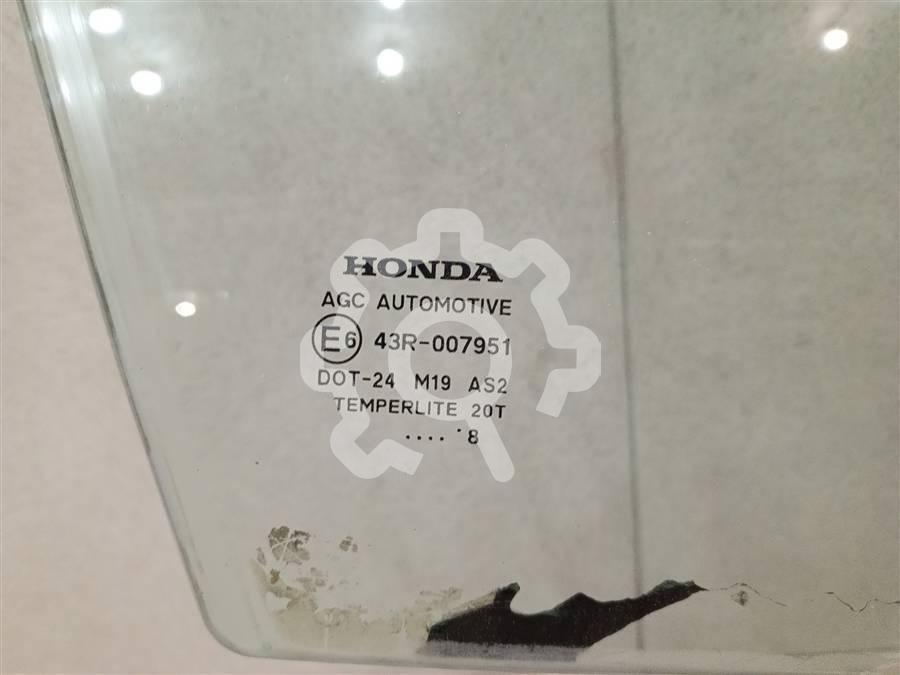 HONDA
AGC AUTOMOTIVE
E6 43R-007951
DOT-24 M19 AS2
TEMPERLITE 20T
.... '8